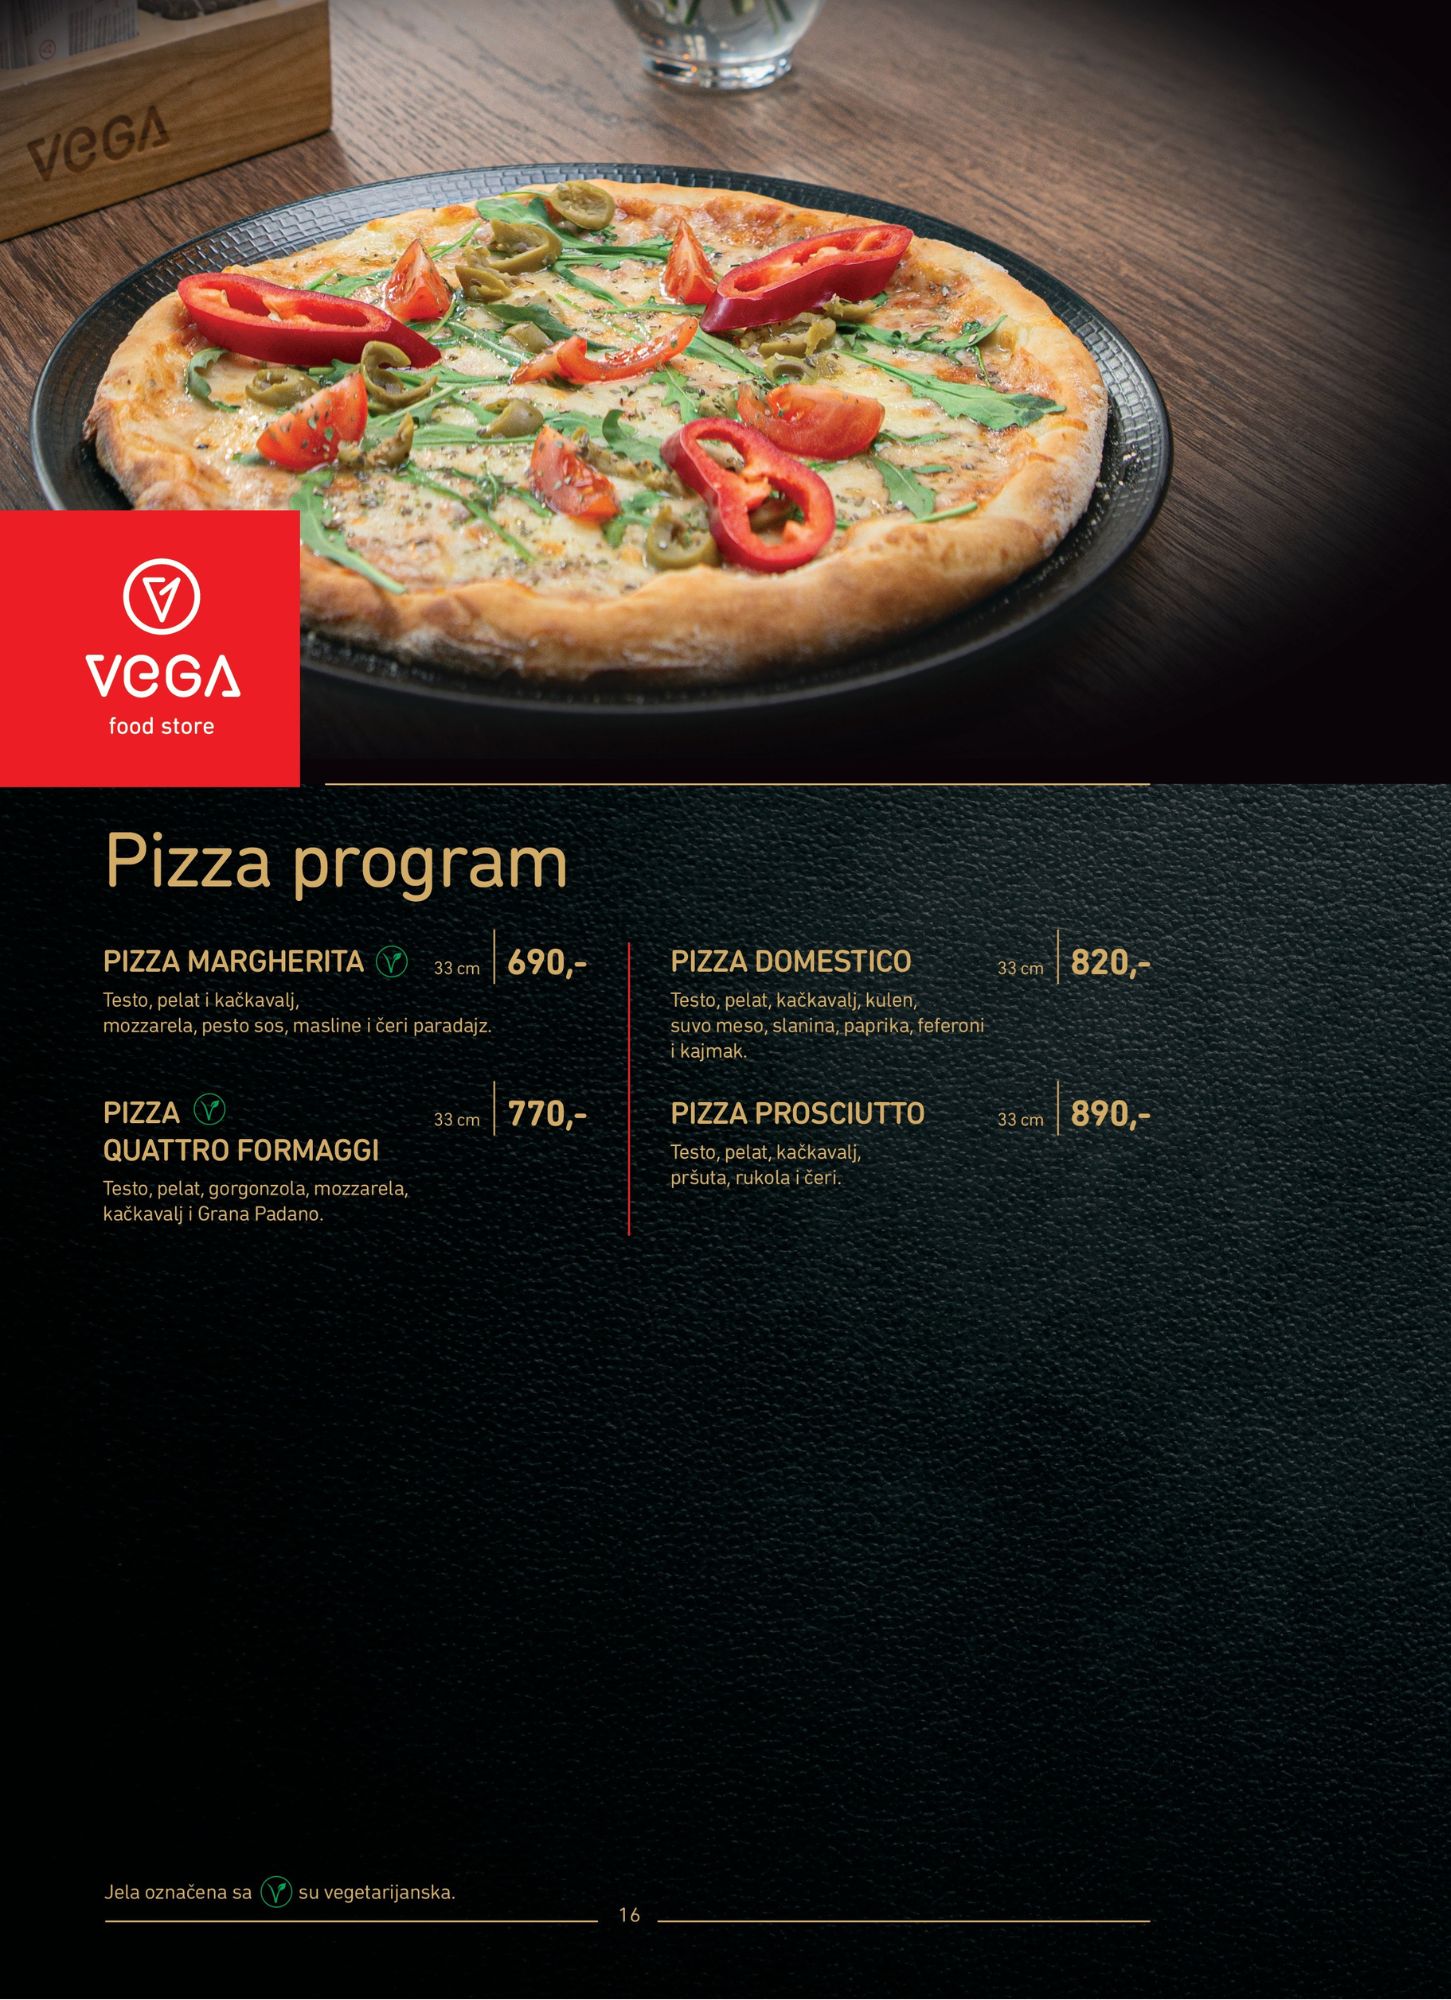 VEGA
VEGA
food store
Pizza program
PIZZA MARGHERITA 33 cm 690,-
Testo, pelat i kačkavalj,
mozzarela, pesto sos, masline i čeri paradajz.
PIZZA
QUATTRO FORMAGGI 33 cm 770,-
Testo, pelat, gorgonzola, mozzarela,
kačkavalj i Grana Padano.
PIZZA DOMESTICO 33 cm 820,-
Testo, pelat, kačkavalj, kulen,
suvo meso, slanina, paprika, feferoni
i kajmak.
PIZZA PROSCIUTTO 33 cm 890,-
Testo, pelat, kačkavalj,
pršuta, rukola i čeri.
Jela označena sa V su vegetarijanska.
16